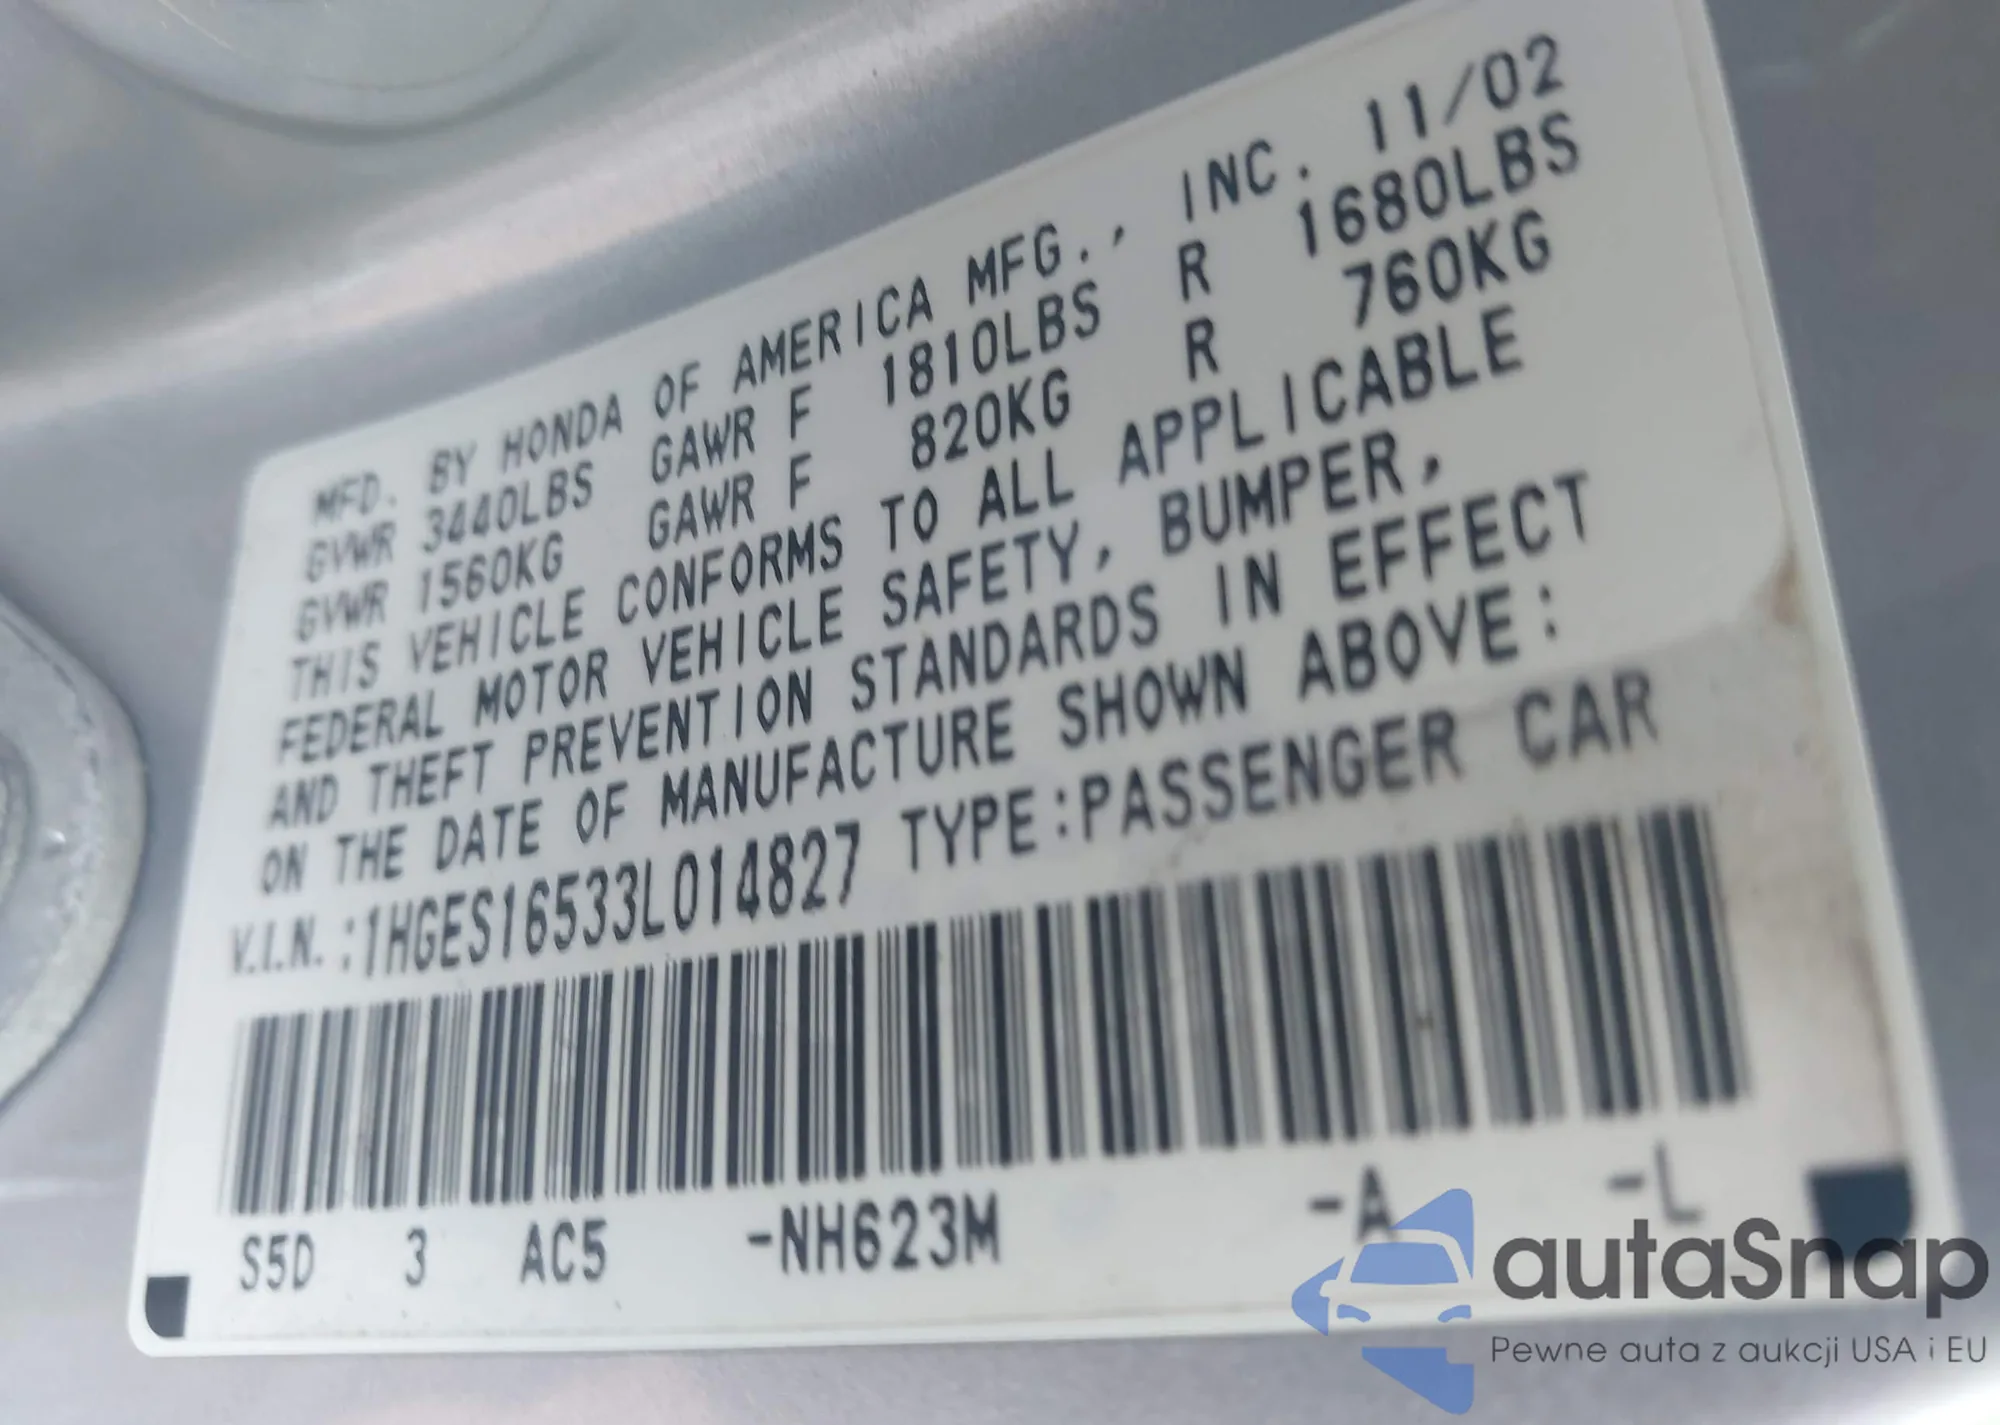 MFD. BY HONDA OF AMERICA MFG., INC. 11/02
GVWR 3440LBS GAWR F 1810LBS R 1680LBS
GVWR 1560KG GAWR F 820KG R 760KG
THIS VEHICLE CONFORMS TO ALL APPLICABLE
FEDERAL MOTOR VEHICLE SAFETY, BUMPER,
AND THEFT PREVENTION STANDARDS IN EFFECT
ON THE DATE OF MANUFACTURE SHOWN ABOVE:
V.I.N.:1HGES16533L014827 TYPE:PASSENGER CAR
S5D 3 AC5 -NH623M -A -L
autaSnap
Pewne auta z aukcji USA i EU